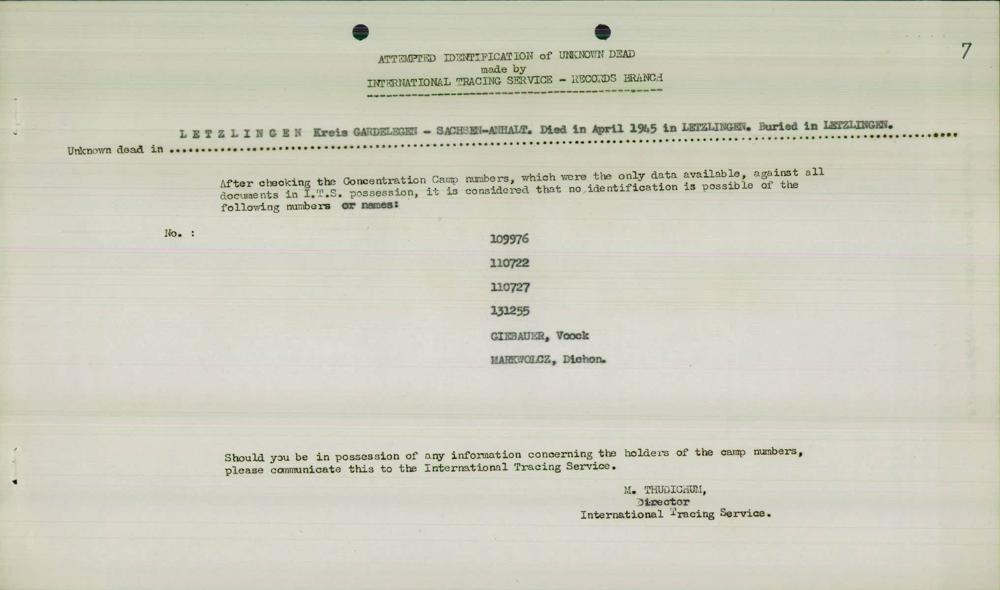 7
ATTEMPTED IDENTIFICATION of UNKNOWN DEAD
made by
INTERNATIONAL TRACING SERVICE - RECORDS BRANCH
L E T Z L I N G E N Kreis GARDELEGEN - SACHSEN-ANHALT. Died in April 1945 in LETZLINGEN. Buried in LETZLINGEN.
Unknown dead in
After checking the Concentration Camp numbers, which were the only data available, against all
documents in I.T.S. possession, it is considered that no identification is possible of the
following numbers or names:
No. :
109976
110722
110727
131255
GIEBAUER, Voock
MARKWOLCZ, Dichon.
Should you be in possession of any information concerning the holders of the camp numbers,
please communicate this to the International Tracing Service.
M. THUDICHUM,
Director
International Tracing Service.